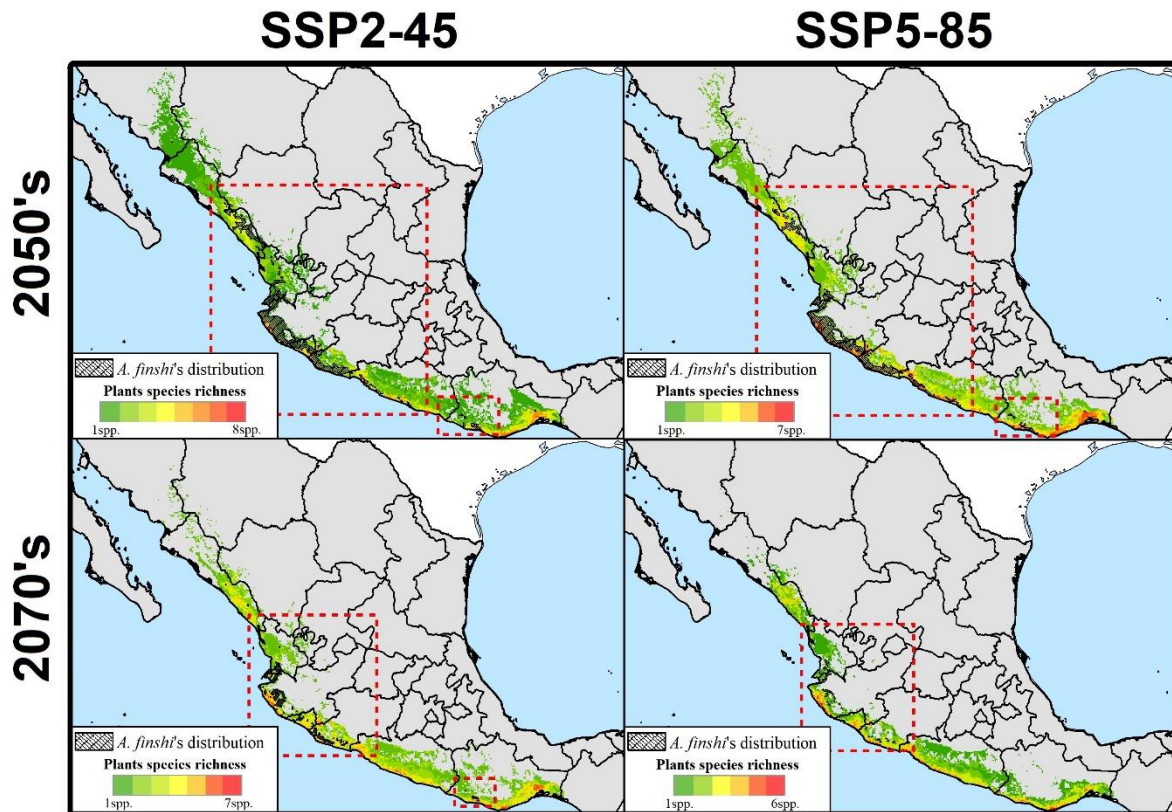 SSP2-45
SSP5-85
2050's
A. finshi's distribution
Plants species richness
1spp.
8spp.
A. finshi's distribution
Plants species richness
1spp.
7spp.
2070's
A. finshi's distribution
Plants species richness
1spp.
7spp.
A. finshi's distribution
Plants species richness
1spp.
6spp.